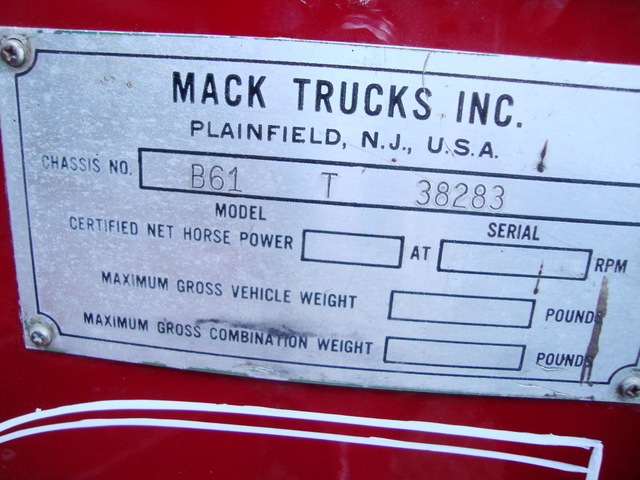 MACK TRUCKS INC.
PLAINFIELD, N.J., U.S.A.
CHASSIS NO. B61 T 38283
MODEL SERIAL
CERTIFIED NET HORSE POWER AT RPM
MAXIMUM GROSS VEHICLE WEIGHT POUNDS
MAXIMUM GROSS COMBINATION WEIGHT POUNDS